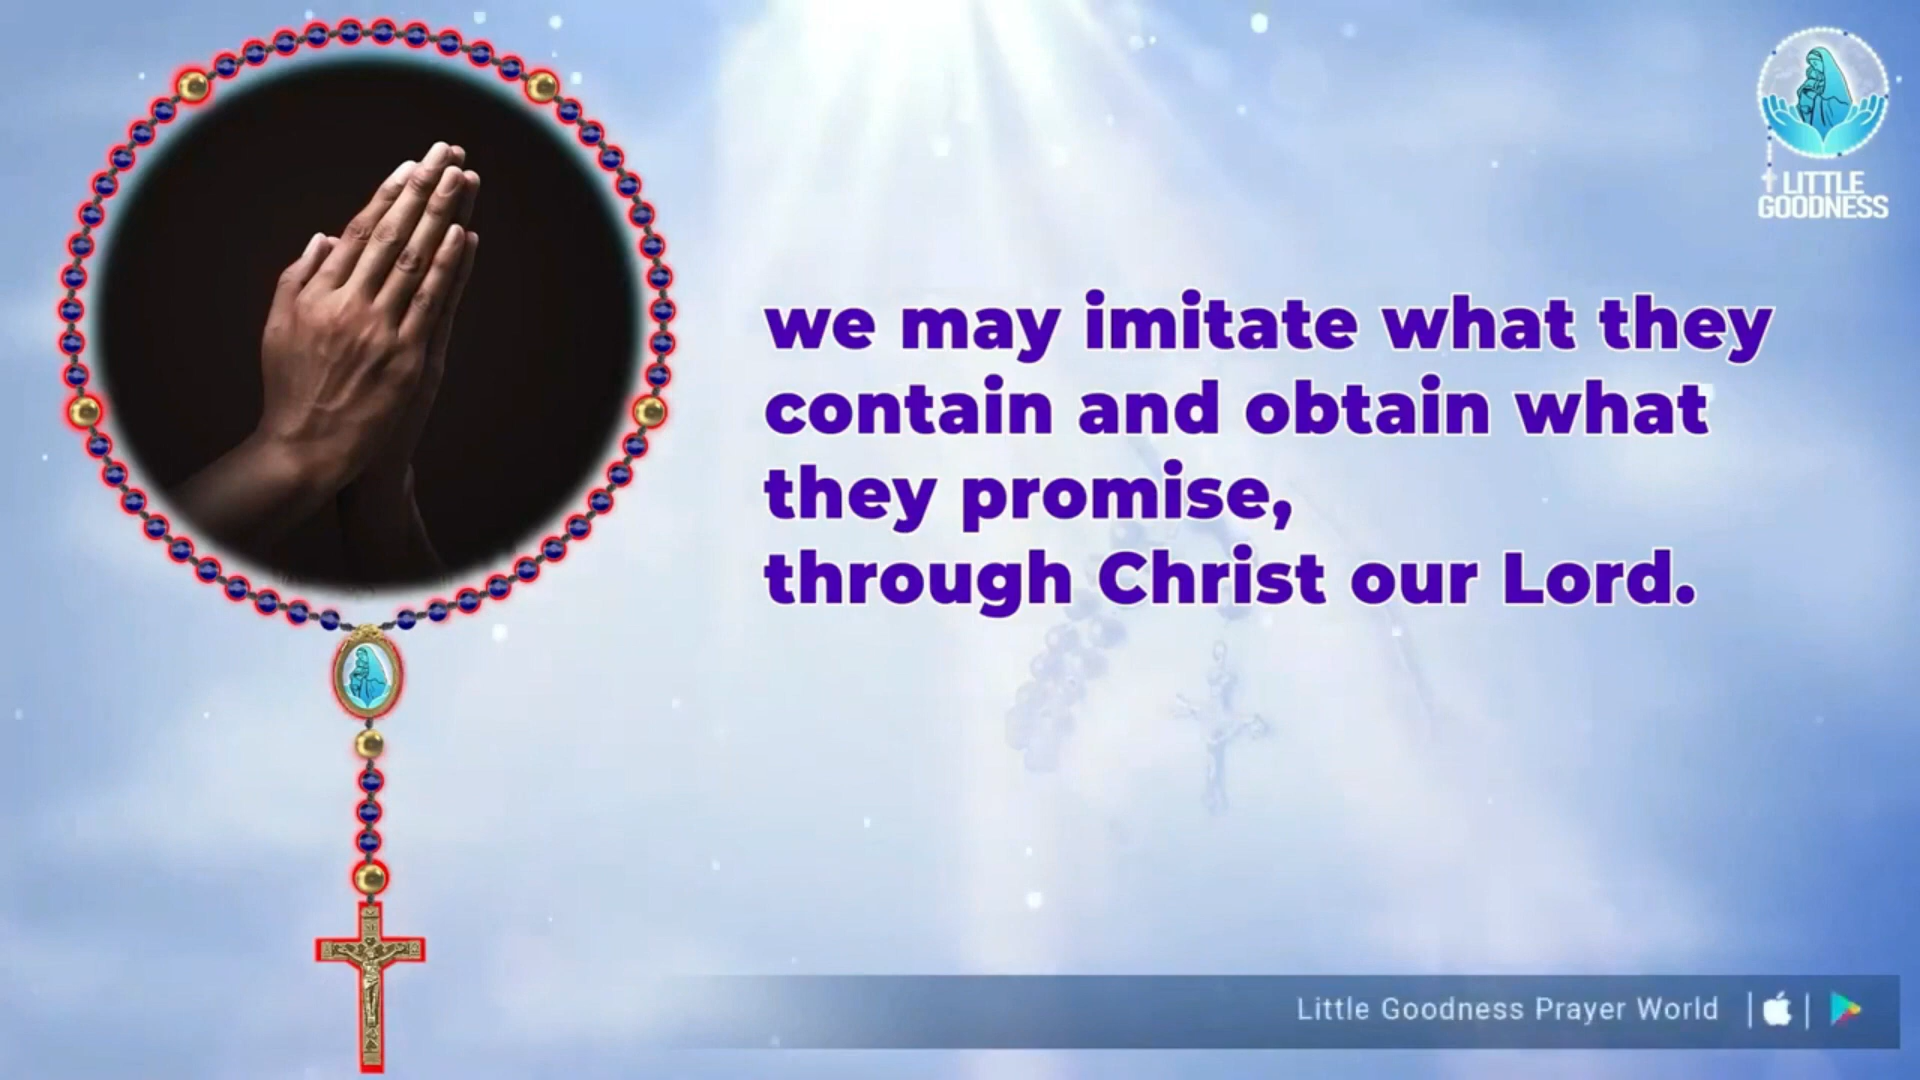 LITTLE
GOODNESS
we may imitate what they
contain and obtain what
they promise,
through Christ our Lord.
Little Goodness Prayer World